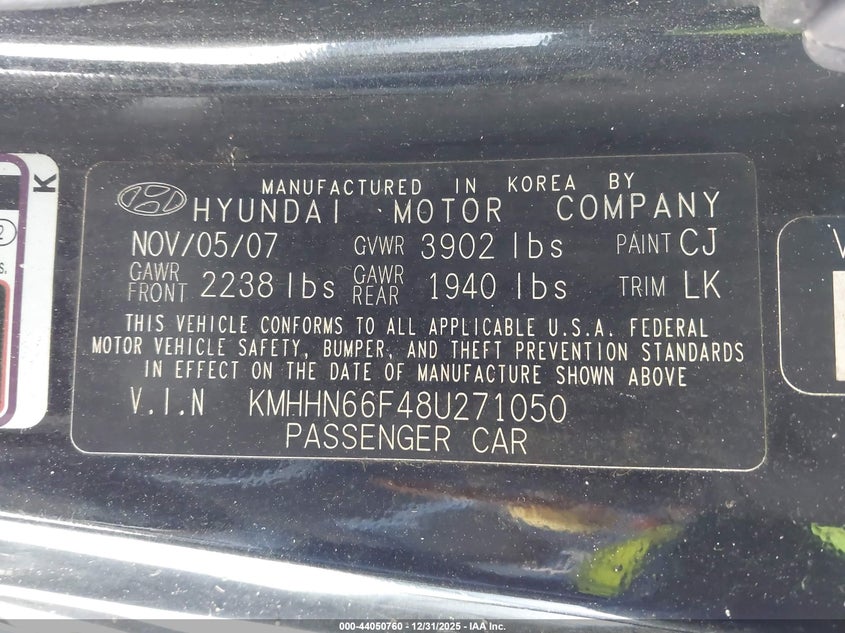 MANUFACTURED IN KOREA BY
HYUNDAI MOTOR COMPANY
NOV/05/07 GVWR 3902 lbs PAINT CJ
GAWR FRONT 2238 lbs GAWR REAR 1940 lbs TRIM LK
THIS VEHICLE CONFORMS TO ALL APPLICABLE U.S.A. FEDERAL
MOTOR VEHICLE SAFETY, BUMPER, AND THEFT PREVENTION STANDARDS
IN EFFECT ON THE DATE OF MANUFACTURE SHOWN ABOVE
V.I.N KMHHN66F48U271050
PASSENGER CAR
K
2
s.
V
000-44050760 - 12/31/2025 - IAA Inc.